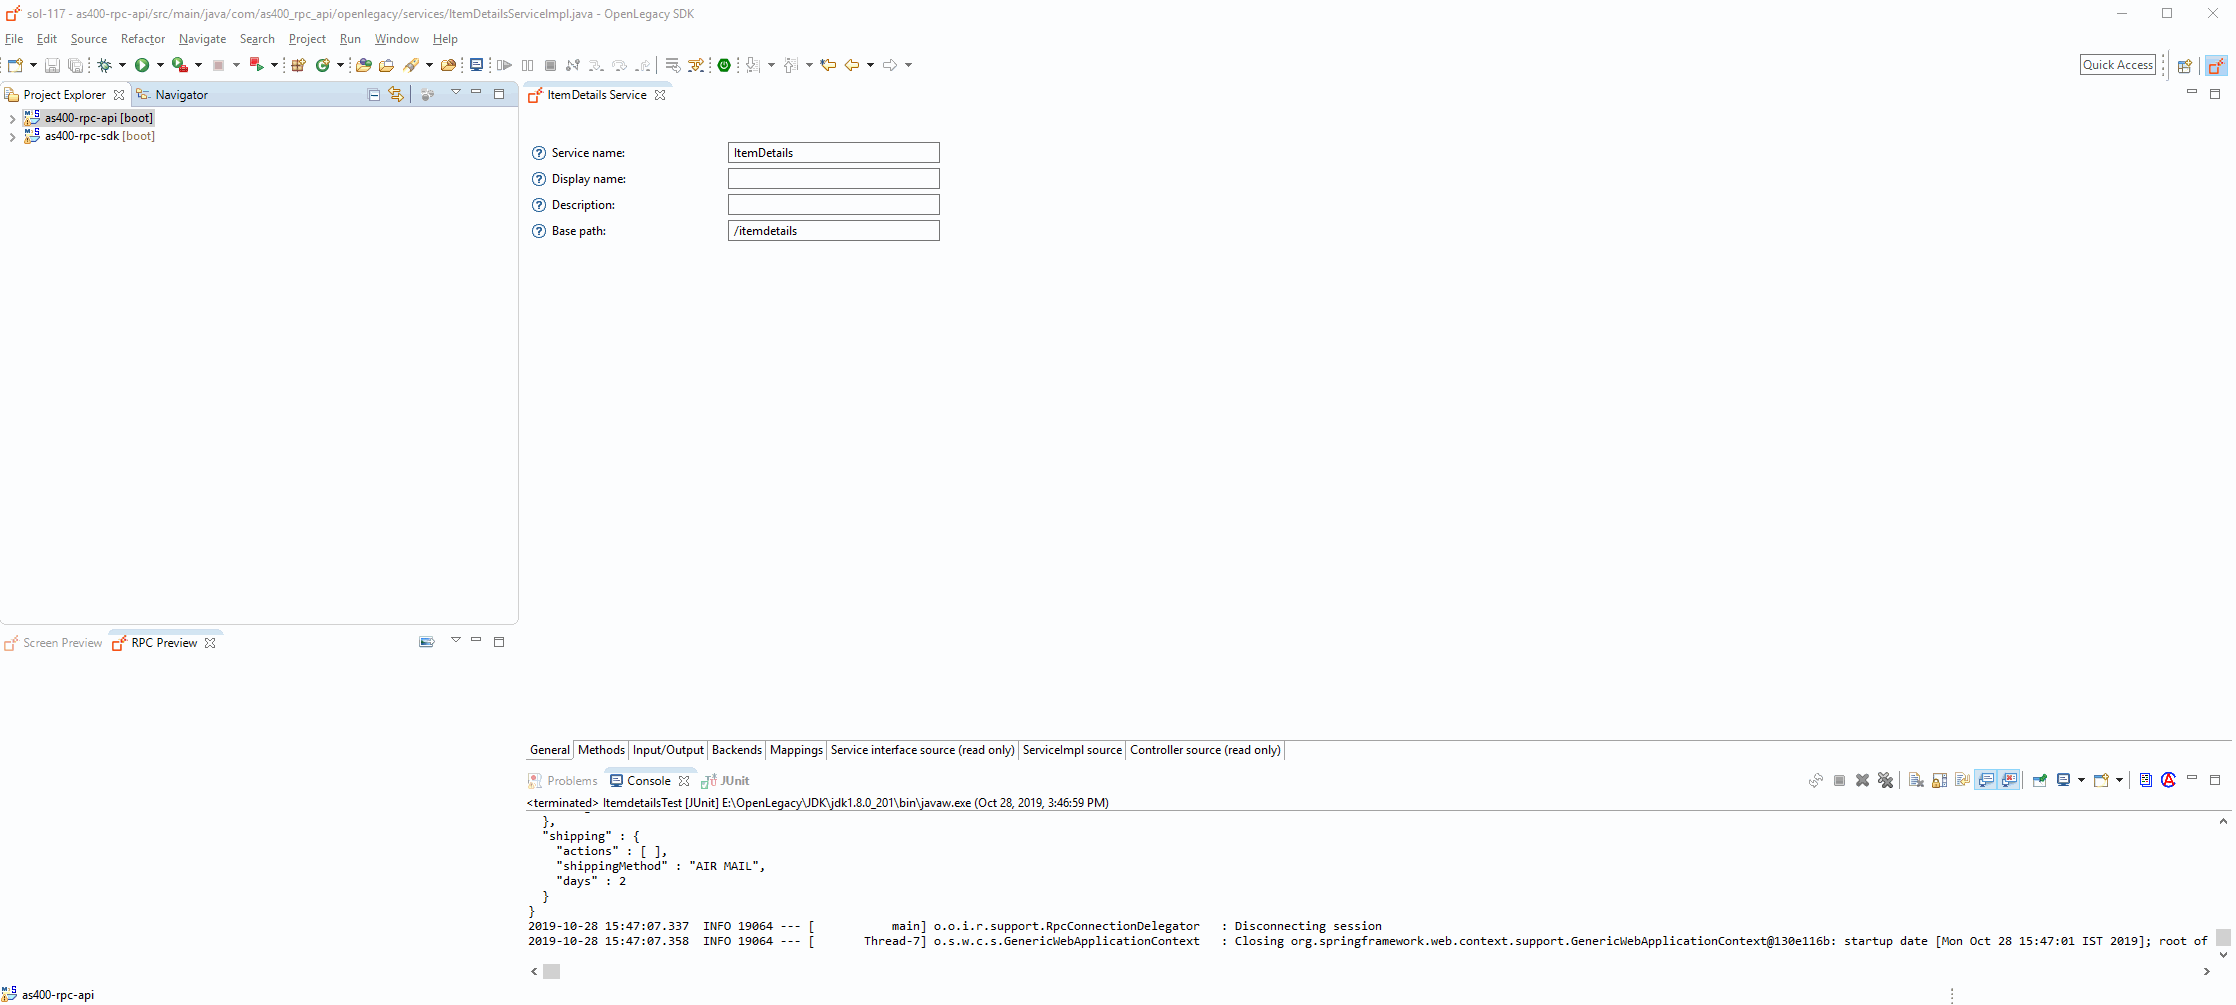 sol-117 - as400-rpc-api/src/main/java/com/as400_rpc_api/openlegacy/services/ItemDetailsServiceImpl.java - OpenLegacy SDK
File Edit Source Refactor Navigate Search Project Run Window Help
Quick Access
Project Explorer Navigator
as400-rpc-api [boot]
as400-rpc-sdk [boot]
ItemDetails Service
Service name: ItemDetails
Display name:
Description:
Base path: /itemdetails
Screen Preview RPC Preview
General Methods Input/Output Backends Mappings Service interface source (read only) ServiceImpl source Controller source (read only)
Problems Console JUnit
<terminated> ItemdetailsTest [JUnit] E:\OpenLegacy\JDK\jdk1.8.0_201\bin\javaw.exe (Oct 28, 2019, 3:46:59 PM)
},
"shipping" : {
"actions" : [ ],
"shippingMethod" : "AIR MAIL",
"days" : 2
}
}
2019-10-28 15:47:07.337 INFO 19064 --- [ main] o.o.i.r.support.RpcConnectionDelegator : Disconnecting session
2019-10-28 15:47:07.358 INFO 19064 --- [ Thread-7] o.s.w.c.s.GenericWebApplicationContext : Closing org.springframework.web.context.support.GenericWebApplicationContext@130e116b: startup date [Mon Oct 28 15:47:01 IST 2019]; root of
as400-rpc-api